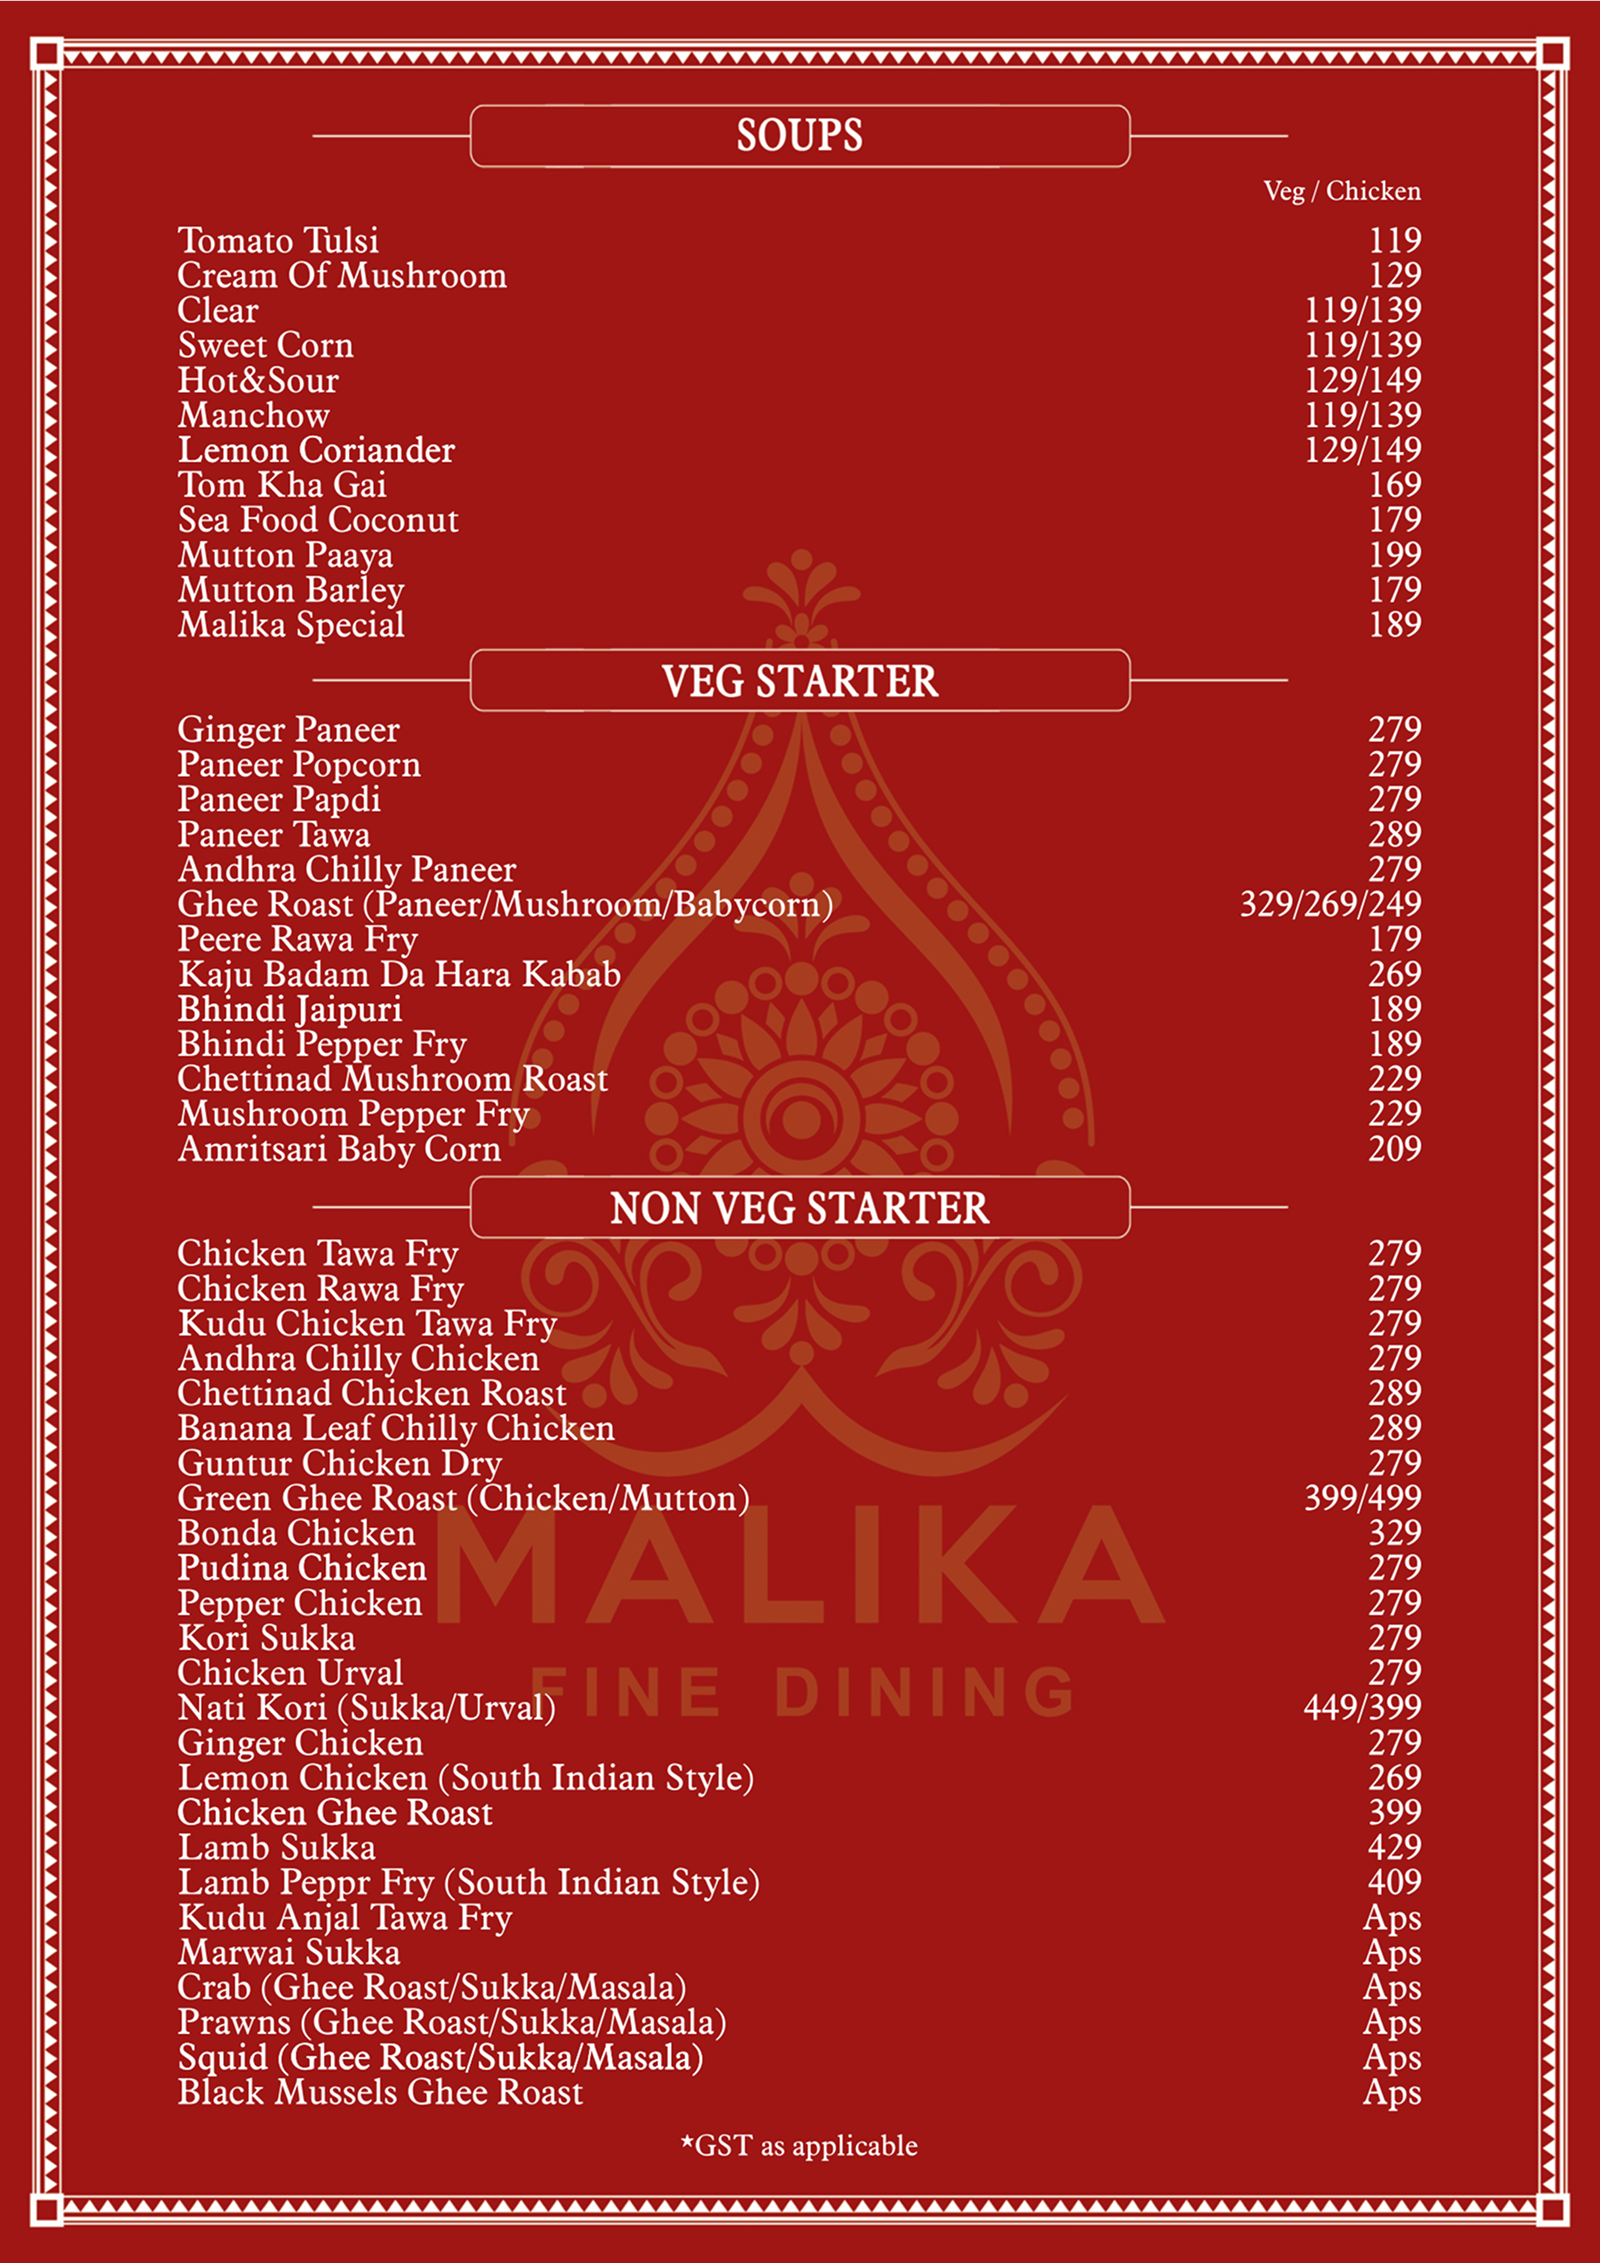 SOUPS
Veg / Chicken
Tomato Tulsi 119
Cream Of Mushroom 129
Clear 119/139
Sweet Corn 119/139
Hot&Sour 129/149
Manchow 119/139
Lemon Coriander 129/149
Tom Kha Gai 169
Sea Food Coconut 179
Mutton Paaya 199
Mutton Barley 179
Malika Special 189
VEG STARTER
Ginger Paneer 279
Paneer Popcorn 279
Paneer Papdi 279
Paneer Tawa 289
Andhra Chilly Paneer 279
Ghee Roast (Paneer/Mushroom/Babycorn) 329/269/249
Peere Rawa Fry 179
Kaju Badam Da Hara Kabab 269
Bhindi Jaipuri 189
Bhindi Pepper Fry 189
Chettinad Mushroom Roast 229
Mushroom Pepper Fry 229
Amritsari Baby Corn 209
NON VEG STARTER
Chicken Tawa Fry 279
Chicken Rawa Fry 279
Kudu Chicken Tawa Fry 279
Andhra Chilly Chicken 279
Chettinad Chicken Roast 289
Banana Leaf Chilly Chicken 289
Guntur Chicken Dry 279
Green Ghee Roast (Chicken/Mutton) 399/499
Bonda Chicken 329
Pudina Chicken 279
Pepper Chicken 279
Kori Sukka 279
Chicken Urval 279
Nati Kori (Sukka/Urval) 449/399
Ginger Chicken 279
Lemon Chicken (South Indian Style) 269
Chicken Ghee Roast 399
Lamb Sukka 429
Lamb Peppr Fry (South Indian Style) 409
Kudu Anjal Tawa Fry Aps
Marwai Sukka Aps
Crab (Ghee Roast/Sukka/Masala) Aps
Prawns (Ghee Roast/Sukka/Masala) Aps
Squid (Ghee Roast/Sukka/Masala) Aps
Black Mussels Ghee Roast Aps
*GST as applicable
MALIKA
FINE DINING